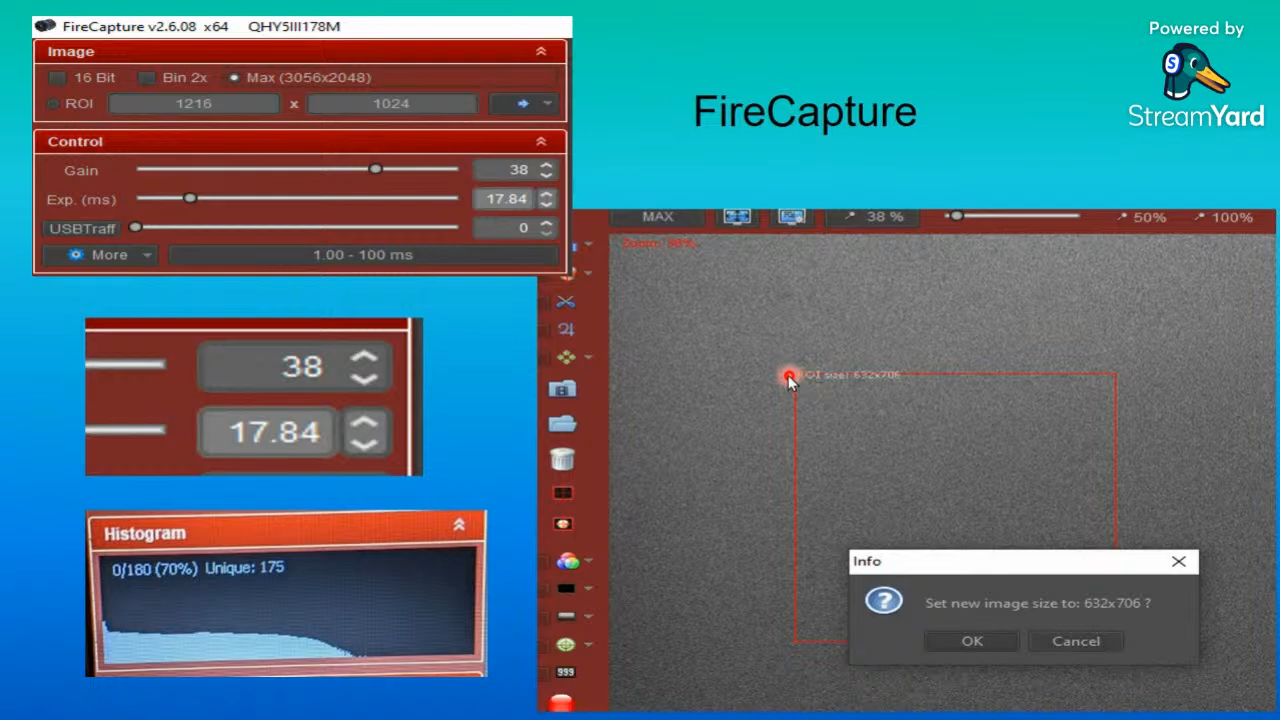 FireCapture v2.6.08 x64 QHY5III178M
Image
16 Bit Bin 2x Max (3056x2048)
ROI 1216 x 1024
Control
Gain 38
Exp. (ms) 17.84
USBTraff 0
More 1.00 - 100 ms
38
17.84
Histogram
0/180 (70%) Unique: 175
FireCapture
Powered by
S
StreamYard
MAX 38 % 50% 100%
OI size: 632x706
999
Info
Set new image size to: 632x706 ?
OK Cancel